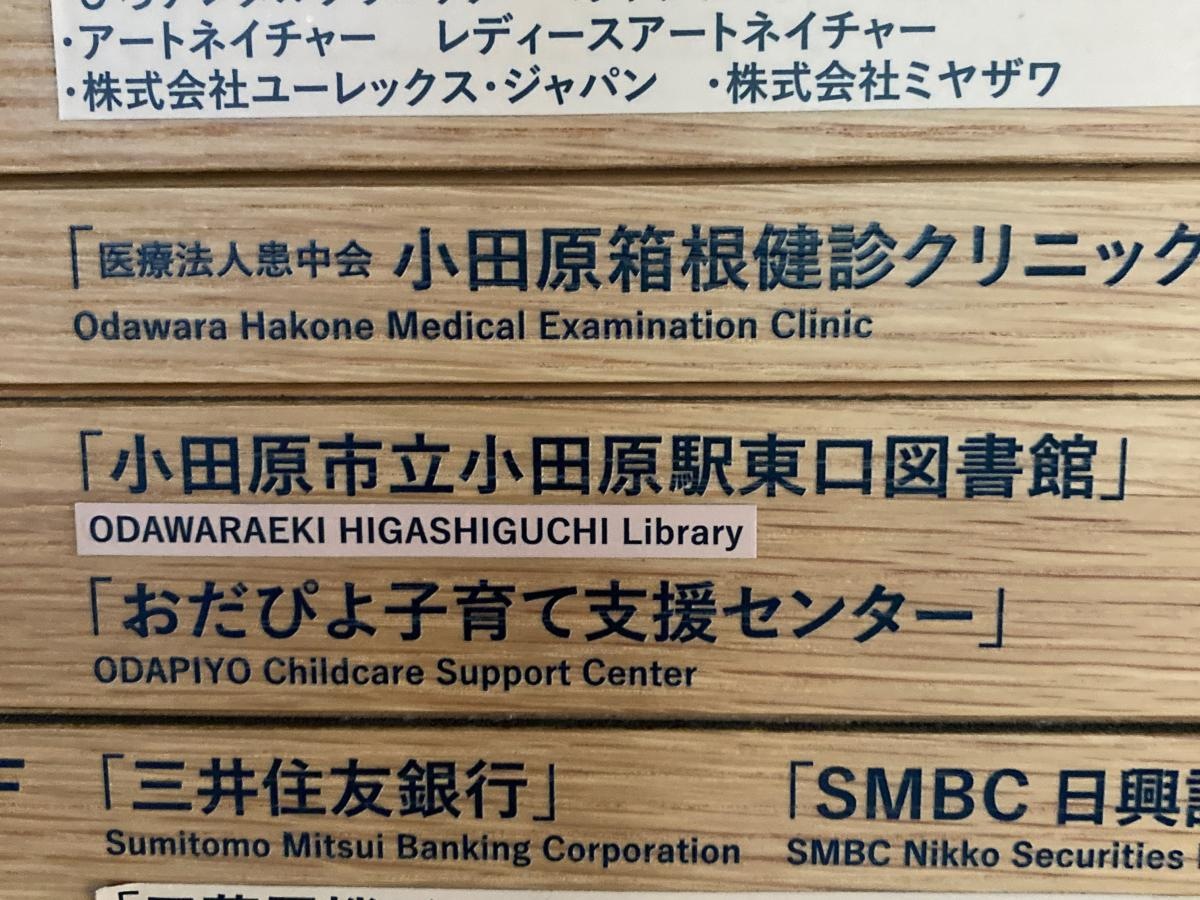 ・アートネイチャー レディースアートネイチャー
・株式会社ユーレックス・ジャパン ・株式会社ミヤザワ
「医療法人患中会 小田原箱根健診クリニック
Odawara Hakone Medical Examination Clinic
「小田原市立小田原駅東口図書館」
ODAWARAEKI HIGASHIGUCHI Library
「おだぴよ子育て支援センター」
ODAPIYO Childcare Support Center
F 「三井住友銀行」 「SMBC 日興
Sumitomo Mitsui Banking Corporation SMBC Nikko Securities